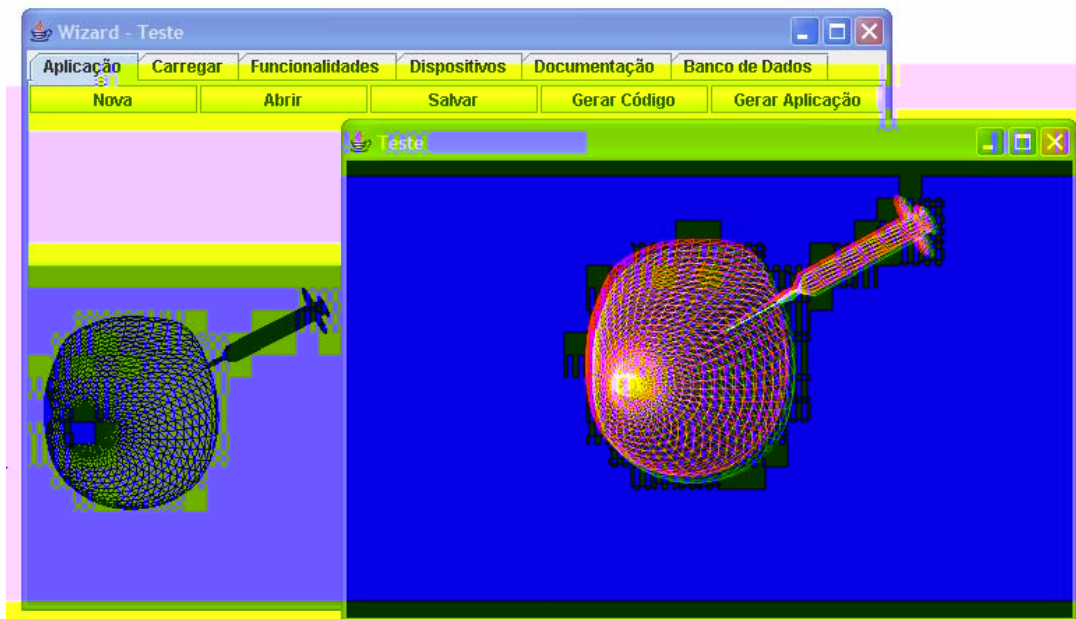 Wizard - Teste
Aplicação Carregar Funcionalidades Dispositivos Documentação Banco de Dados
Nova Abrir Salvar Gerar Código Gerar Aplicação
Teste